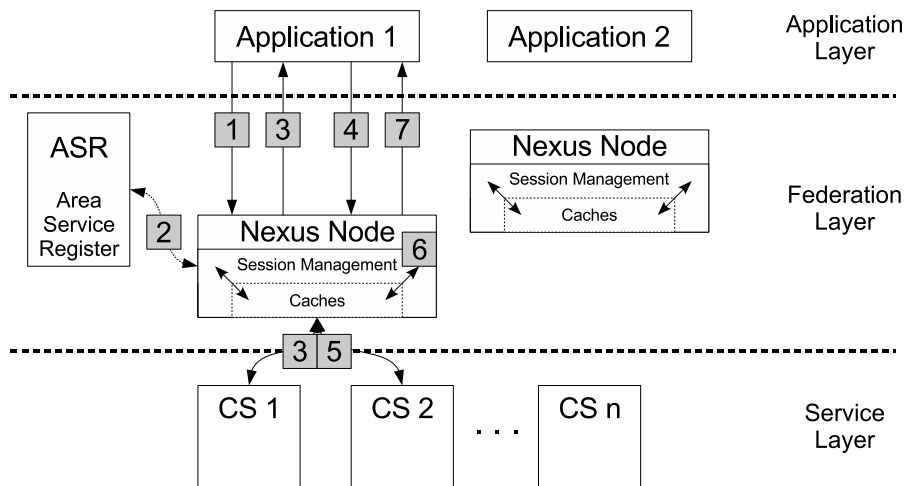 Application 1
Application 2
Application
Layer
1
3
4
7
ASR
Area
Service
Register
2
Nexus Node
Session Management
Caches
Federation
Layer
Nexus Node
6
Session Management
Caches
3
5
CS 1
CS 2
. . .
CS n
Service
Layer